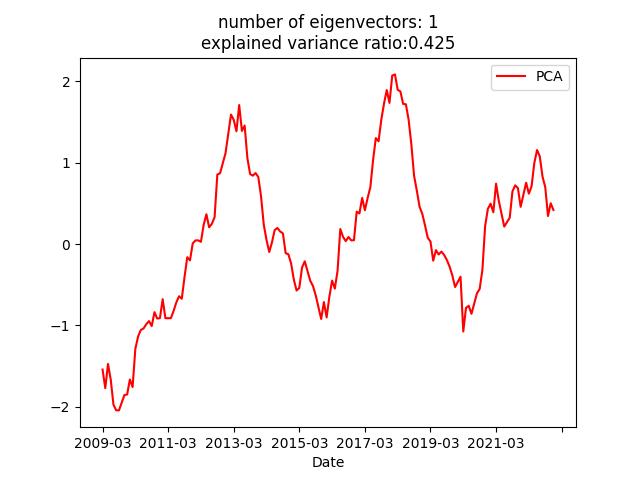 number of eigenvectors: 1
explained variance ratio:0.425
PCA
2
1
0
−1
−2
2009-03 2011-03 2013-03 2015-03 2017-03 2019-03 2021-03
Date